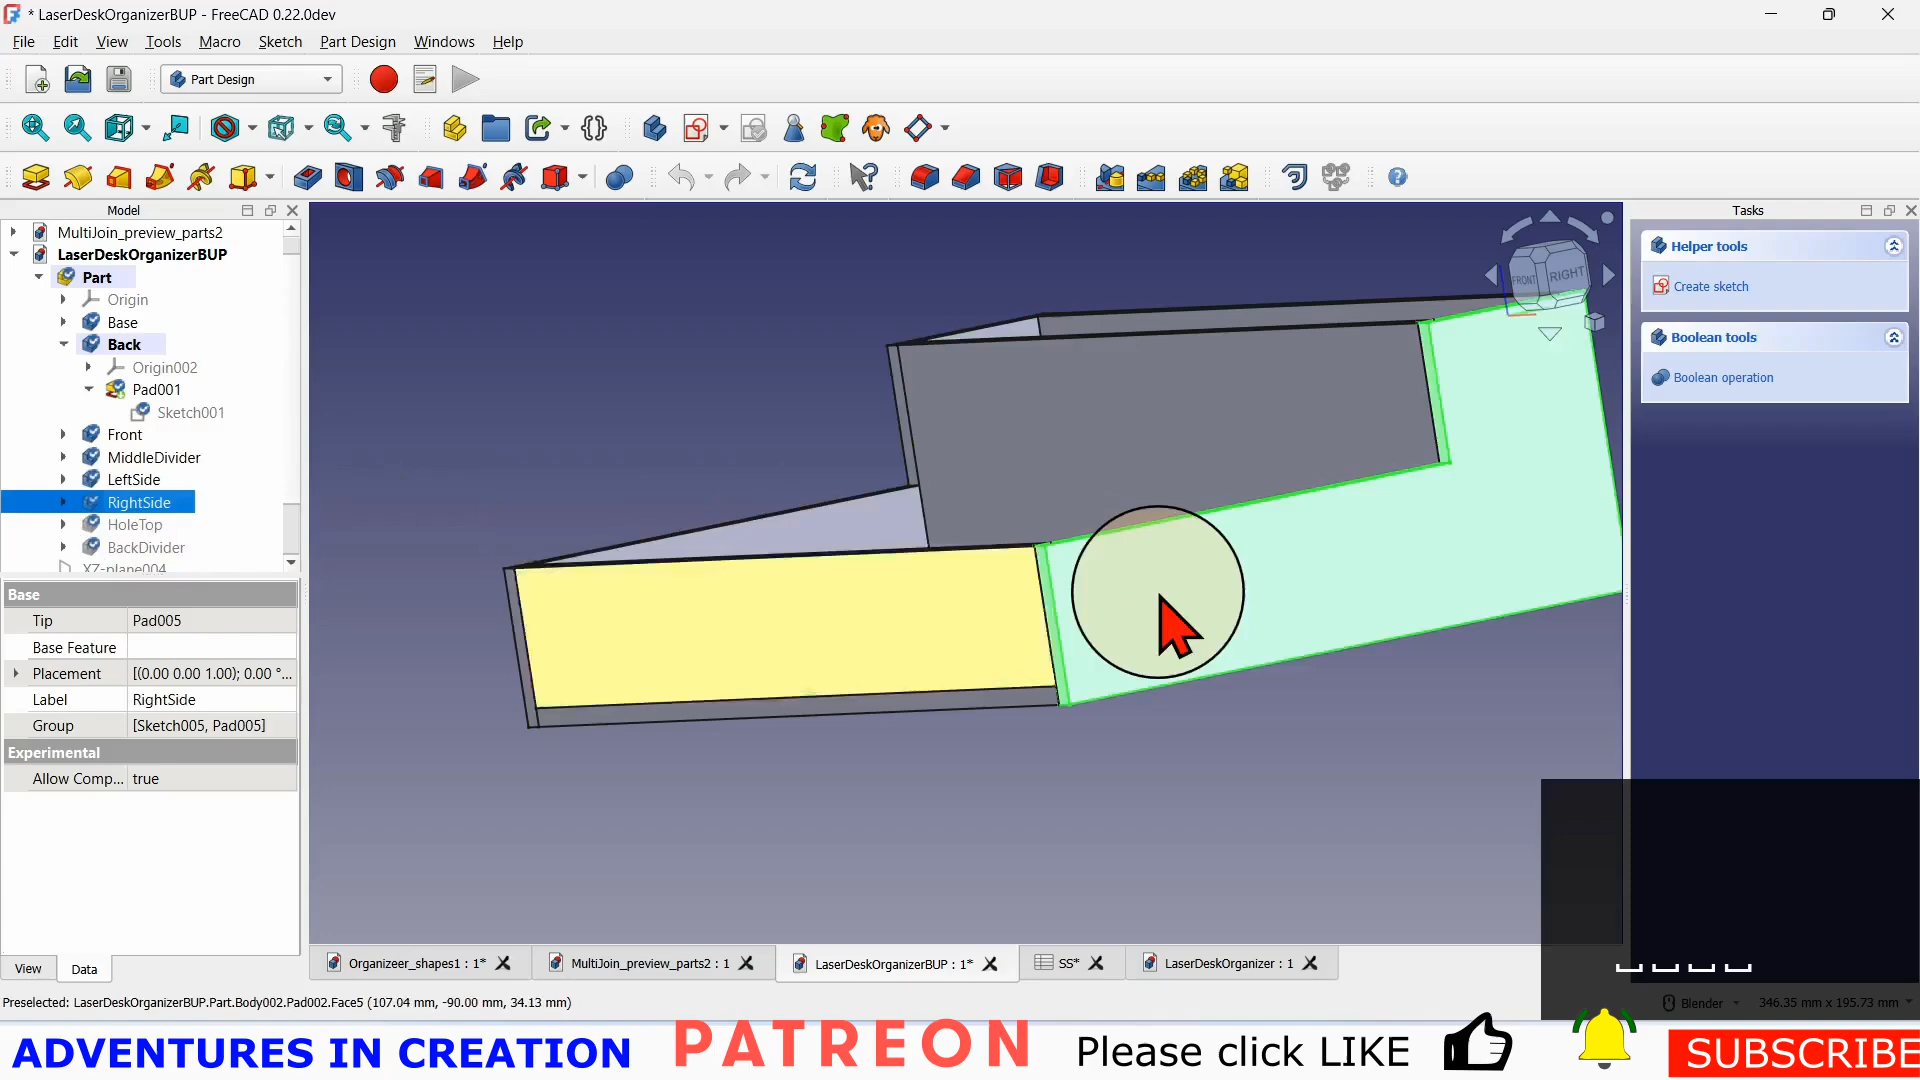 * LaserDeskOrganizerBUP - FreeCAD 0.22.0dev
File Edit View Tools Macro Sketch Part Design Windows Help
Part Design
Model
MultiJoin_preview_parts2
LaserDeskOrganizerBUP
Part
Origin
Base
Back
Origin002
Pad001
Sketch001
Front
MiddleDivider
LeftSide
RightSide
HoleTop
BackDivider
XZ-plane004
Base
Tip Pad005
Base Feature
Placement [(0.00 0.00 1.00); 0.00 °...
Label RightSide
Group [Sketch005, Pad005]
Experimental
Allow Comp... true
View Data
FRONT RIGHT
Tasks
Helper tools
Create sketch
Boolean tools
Boolean operation
Organizeer_shapes1 : 1* MultiJoin_preview_parts2 : 1 LaserDeskOrganizerBUP : 1* SS* LaserDeskOrganizer : 1
Preselected: LaserDeskOrganizerBUP.Part.Body002.Pad002.Face5 (107.04 mm, -90.00 mm, 34.13 mm)
Blender 346.35 mm x 195.73 mm
ADVENTURES IN CREATION PATREON Please click LIKE SUBSCRIBE